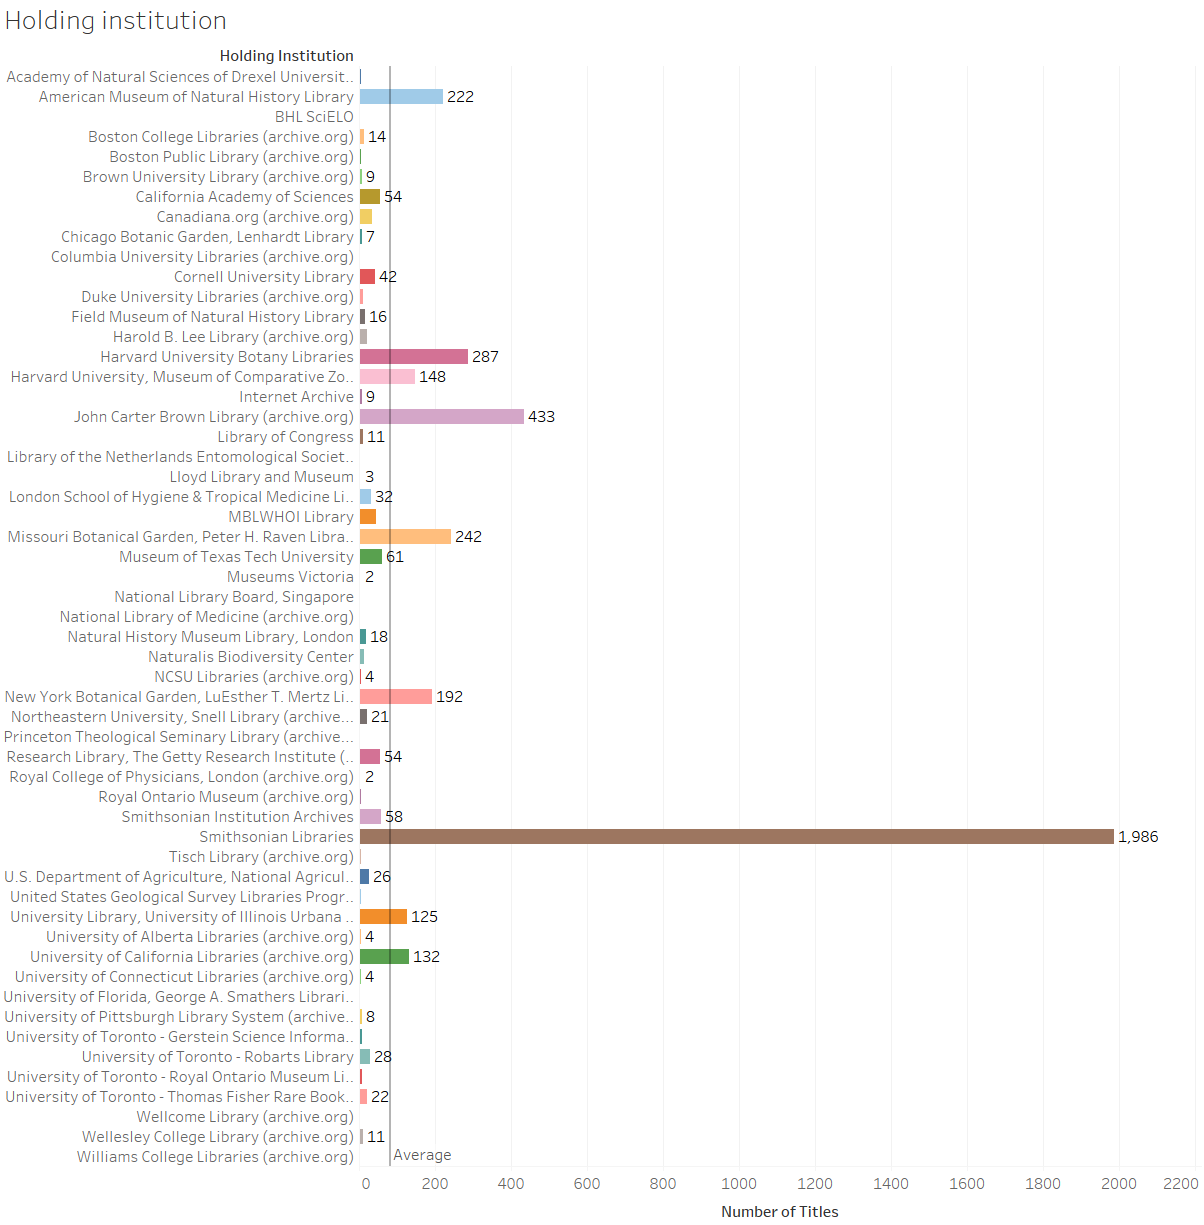 Holding institution
Holding Institution
Academy of Natural Sciences of Drexel Universit..
American Museum of Natural History Library 222
BHL SciELO
Boston College Libraries (archive.org) 14
Boston Public Library (archive.org)
Brown University Library (archive.org) 9
California Academy of Sciences 54
Canadiana.org (archive.org)
Chicago Botanic Garden, Lenhardt Library 7
Columbia University Libraries (archive.org)
Cornell University Library 42
Duke University Libraries (archive.org)
Field Museum of Natural History Library 16
Harold B. Lee Library (archive.org)
Harvard University Botany Libraries 287
Harvard University, Museum of Comparative Zo.. 148
Internet Archive 9
John Carter Brown Library (archive.org) 433
Library of Congress 11
Library of the Netherlands Entomological Societ..
Lloyd Library and Museum 3
London School of Hygiene & Tropical Medicine Li.. 32
MBLWHOI Library
Missouri Botanical Garden, Peter H. Raven Libra.. 242
Museum of Texas Tech University 61
Museums Victoria 2
National Library Board, Singapore
National Library of Medicine (archive.org)
Natural History Museum Library, London 18
Naturalis Biodiversity Center
NCSU Libraries (archive.org) 4
New York Botanical Garden, LuEsther T. Mertz Li.. 192
Northeastern University, Snell Library (archive... 21
Princeton Theological Seminary Library (archive...
Research Library, The Getty Research Institute (.. 54
Royal College of Physicians, London (archive.org) 2
Royal Ontario Museum (archive.org)
Smithsonian Institution Archives 58
Smithsonian Libraries 1,986
Tisch Library (archive.org)
U.S. Department of Agriculture, National Agricul.. 26
United States Geological Survey Libraries Progr..
University Library, University of Illinois Urbana .. 125
University of Alberta Libraries (archive.org) 4
University of California Libraries (archive.org) 132
University of Connecticut Libraries (archive.org) 4
University of Florida, George A. Smathers Librari..
University of Pittsburgh Library System (archive.. 8
University of Toronto - Gerstein Science Informa..
University of Toronto - Robarts Library 28
University of Toronto - Royal Ontario Museum Li..
University of Toronto - Thomas Fisher Rare Book.. 22
Wellcome Library (archive.org)
Wellesley College Library (archive.org) 11
Williams College Libraries (archive.org) Average
0 200 400 600 800 1000 1200 1400 1600 1800 2000 2200
Number of Titles